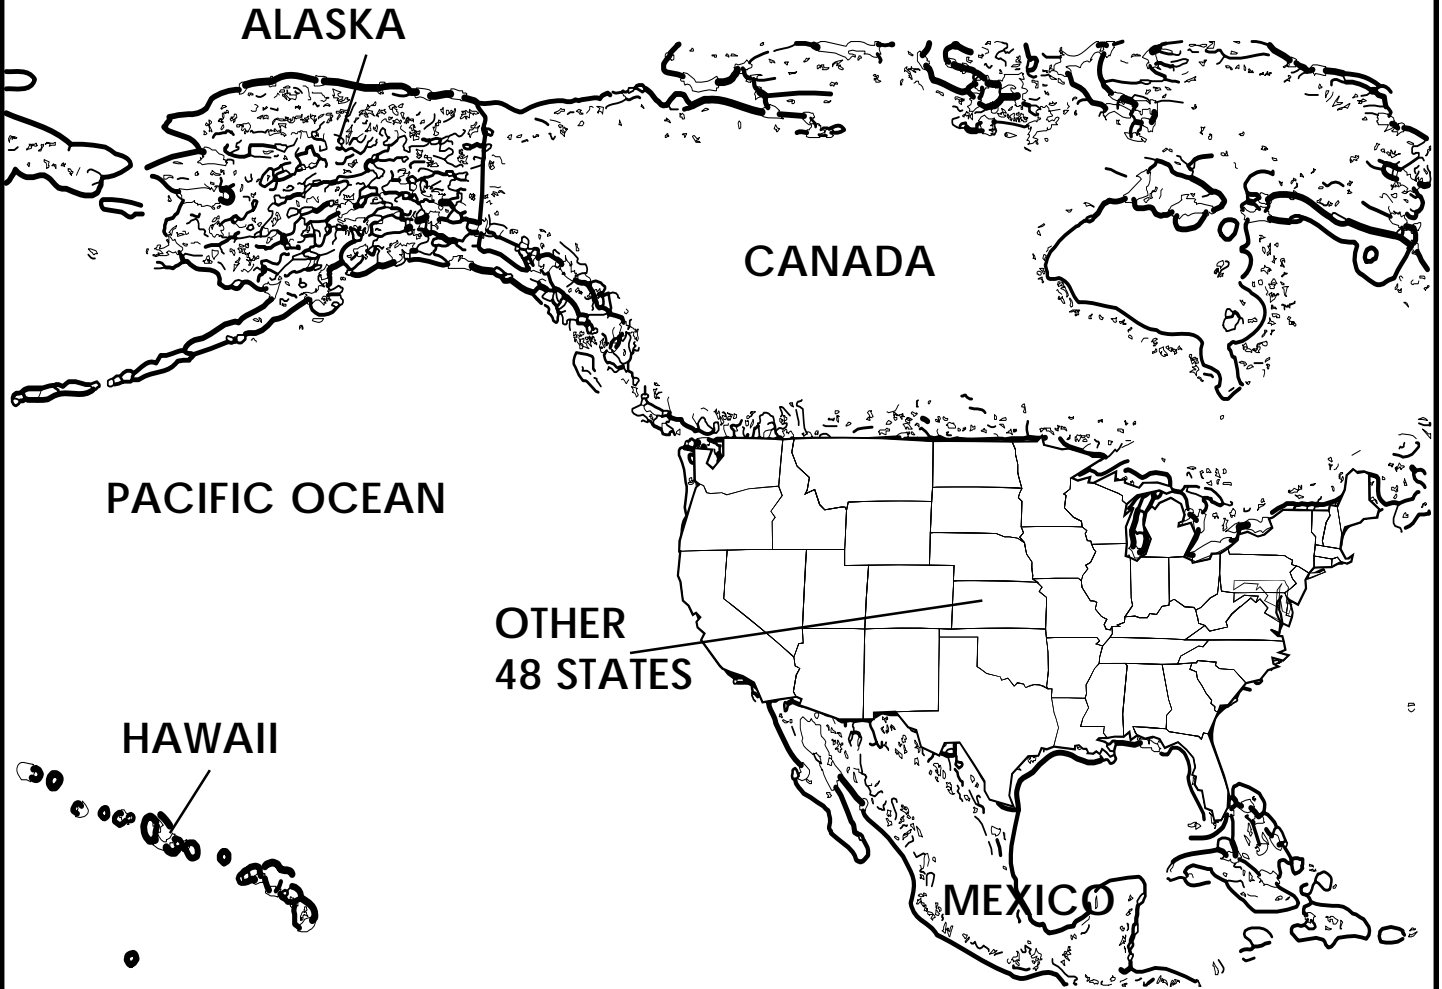 ALASKA
CANADA
PACIFIC OCEAN
OTHER
48 STATES
HAWAII
MEXICO